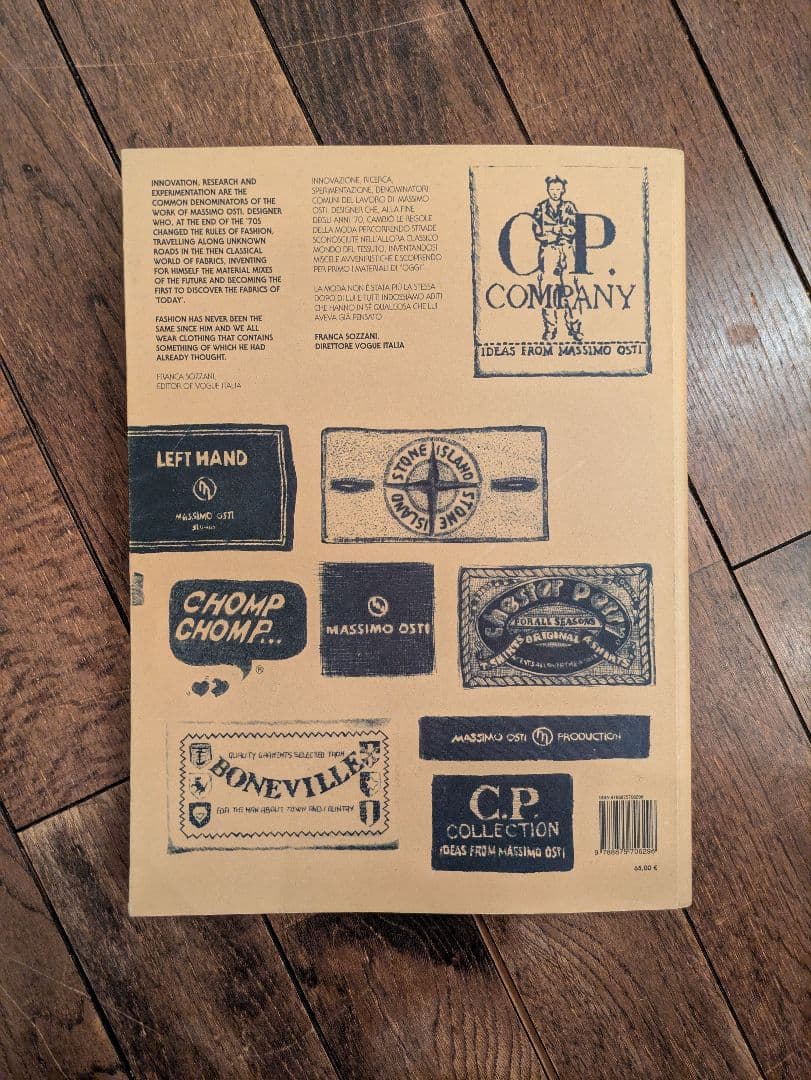 INNOVATION, RESEARCH AND
EXPERIMENTATION ARE THE
COMMON DENOMINATORS OF THE
WORK OF MASSIMO OSTI, DESIGNER
WHO, AT THE END OF THE '70S
CHANGED THE RULES OF FASHION,
TRAVELLING ALONG UNKNOWN
ROADS IN THE THEN CLASSICAL
WORLD OF FABRICS, INVENTING
FOR HIMSELF THE MATERIAL MIXES
OF THE FUTURE AND BECOMING THE
FIRST TO DISCOVER THE FABRICS OF
'TODAY'.
FASHION HAS NEVER BEEN THE
SAME SINCE HIM AND WE ALL
WEAR CLOTHING THAT CONTAINS
SOMETHING OF WHICH HE HAD
ALREADY THOUGHT.
FRANCA SOZZANI,
EDITOR OF VOGUE ITALIA
INNOVAZIONE, RICERCA,
SPERIMENTAZIONE, DENOMINATORI
COMUNI DEL LAVORO DI MASSIMO
OSTI, DESIGNER CHE, ALLA FINE
DEGLI ANNI '70, CAMBIÒ LE REGOLE
DELLA MODA PERCORRENDO STRADE
SCONOSCIUTE NELL'ALLORA CLASSICO
MONDO DEL TESSUTO, INVENTANDOSI
MISCELE AVVENIRISTICHE E SCOPRENDO
PER PRIMO I MATERIALI DI "OGGI".
LA MODA NON È STATA PIÙ LA STESSA
DOPO DI LUI E TUTTI INDOSSIAMO ABITI
CHE HANNO IN SÉ QUALCOSA CHE LUI
AVEVA GIÀ PENSATO.
FRANCA SOZZANI,
DIRETTORE VOGUE ITALIA
C.P.
COMPANY
IDEAS FROM MASSIMO OSTI
LEFT HAND
MASSIMO OSTI
STONE ISLAND
STONE ISLAND
CHOMP
CHOMP...
®
MASSIMO OSTI
Chester Perry
FOR ALL SEASONS
ORIGINAL
T.SHIRTS & SHIRTS
QUALITY GARMENTS SELECTED FROM
BONEVILLE
FOR THE MAN ABOUT TOWN AND COUNTRY
MASSIMO OSTI PRODUCTION
C.P.
COLLECTION
IDEAS FROM MASSIMO OSTI
9 788875 706296
65,00 €